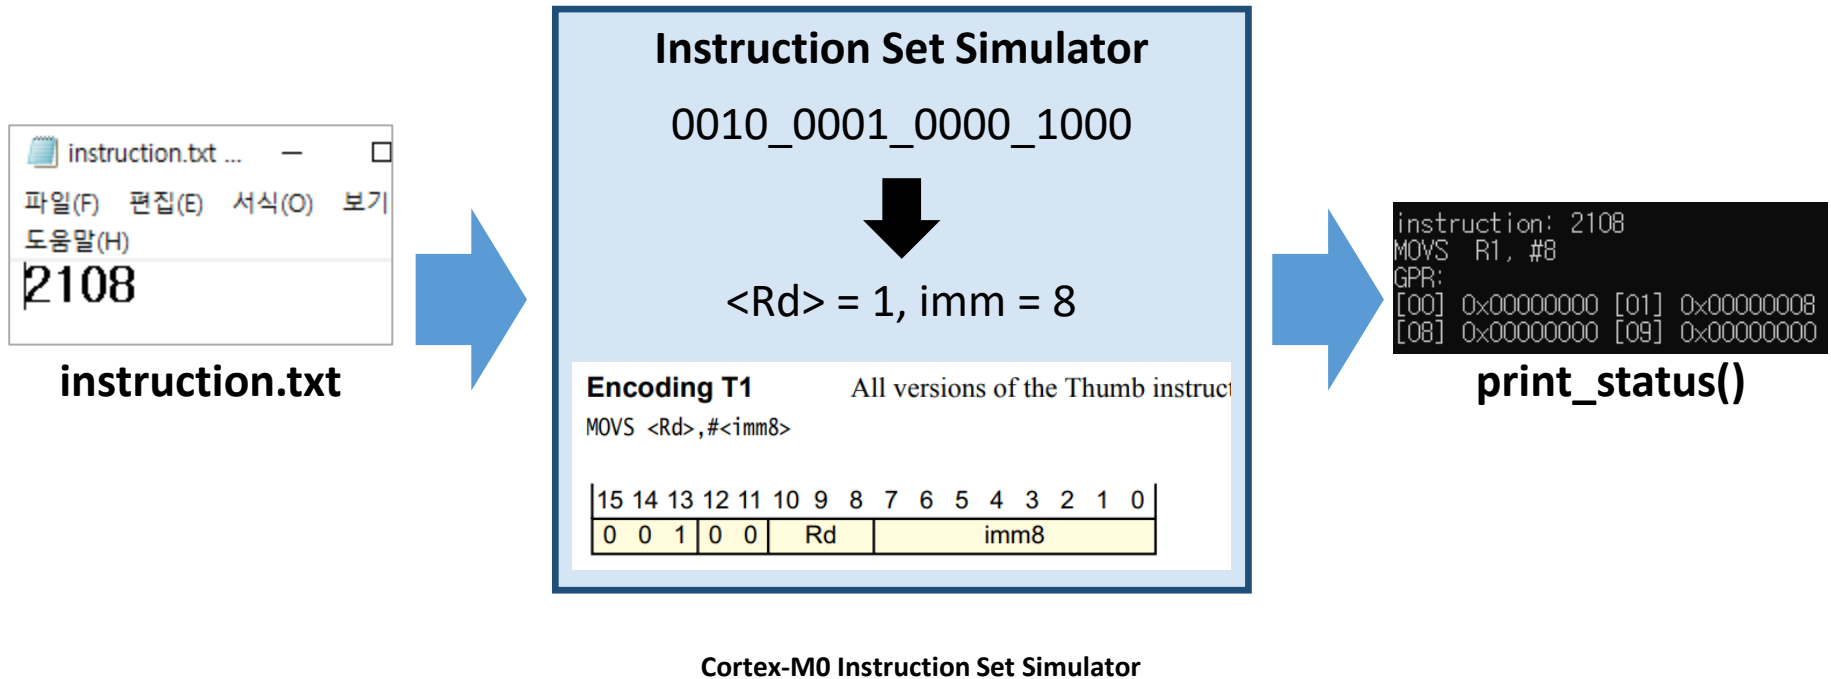 instruction.txt ...
파일(F) 편집(E) 서식(O) 보기
도움말(H)
2108
instruction.txt
Instruction Set Simulator
0010_0001_0000_1000
<Rd> = 1, imm = 8
Encoding T1 All versions of the Thumb instruct
MOVS <Rd>,#<imm8>
15 14 13 12 11 10 9 8 7 6 5 4 3 2 1 0
0 0 1 0 0 Rd imm8
instruction: 2108
MOVS R1, #8
GPR:
[00] 0x00000000 [01] 0x00000008
[08] 0x00000000 [09] 0x00000000
print_status()
Cortex-M0 Instruction Set Simulator